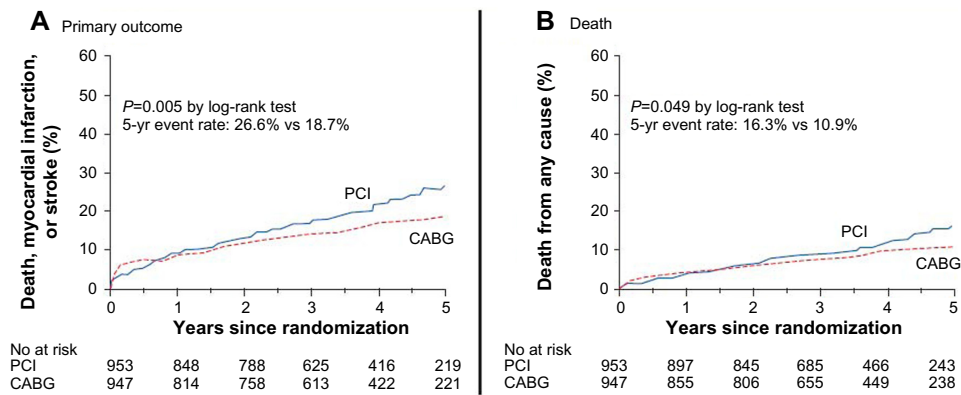 A Primary outcome
Death, myocardial infarction,
or stroke (%)
60
50
40
30
20
10
0
P=0.005 by log-rank test
5-yr event rate: 26.6% vs 18.7%
PCI
CABG
0 1 2 3 4 5
Years since randomization
No at risk
PCI 953 848 788 625 416 219
CABG 947 814 758 613 422 221
B Death
Death from any cause (%)
60
50
40
30
20
10
0
P=0.049 by log-rank test
5-yr event rate: 16.3% vs 10.9%
PCI
CABG
0 1 2 3 4 5
Years since randomization
No at risk
PCI 953 897 845 685 466 243
CABG 947 855 806 655 449 238